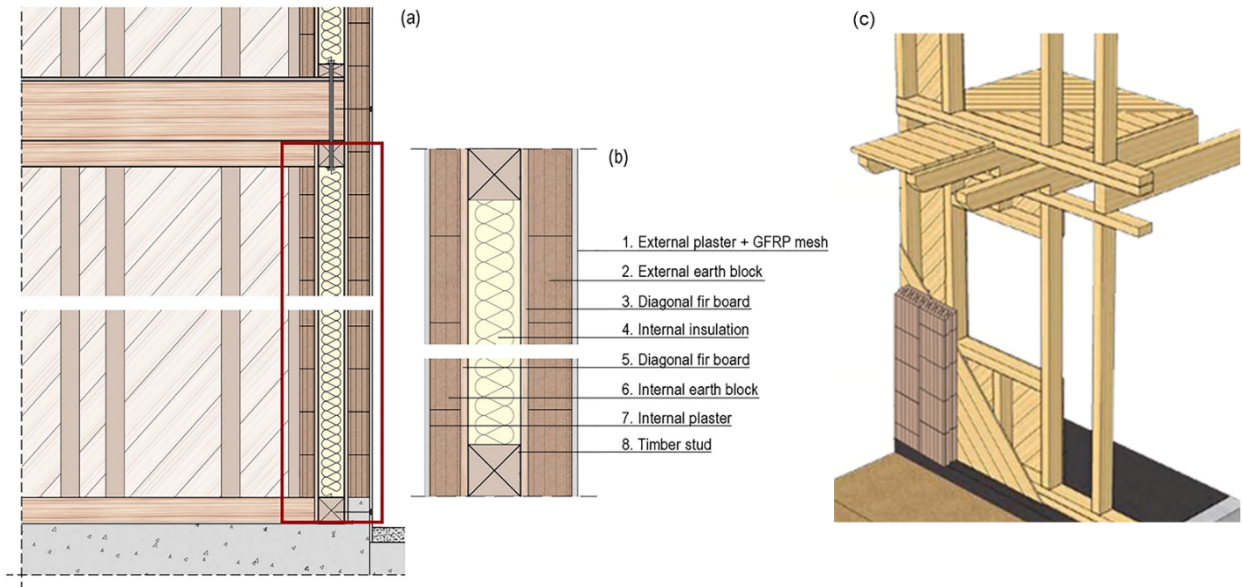 (a)
(b)
1. External plaster + GFRP mesh
2. External earth block
3. Diagonal fir board
4. Internal insulation
5. Diagonal fir board
6. Internal earth block
7. Internal plaster
8. Timber stud
(c)